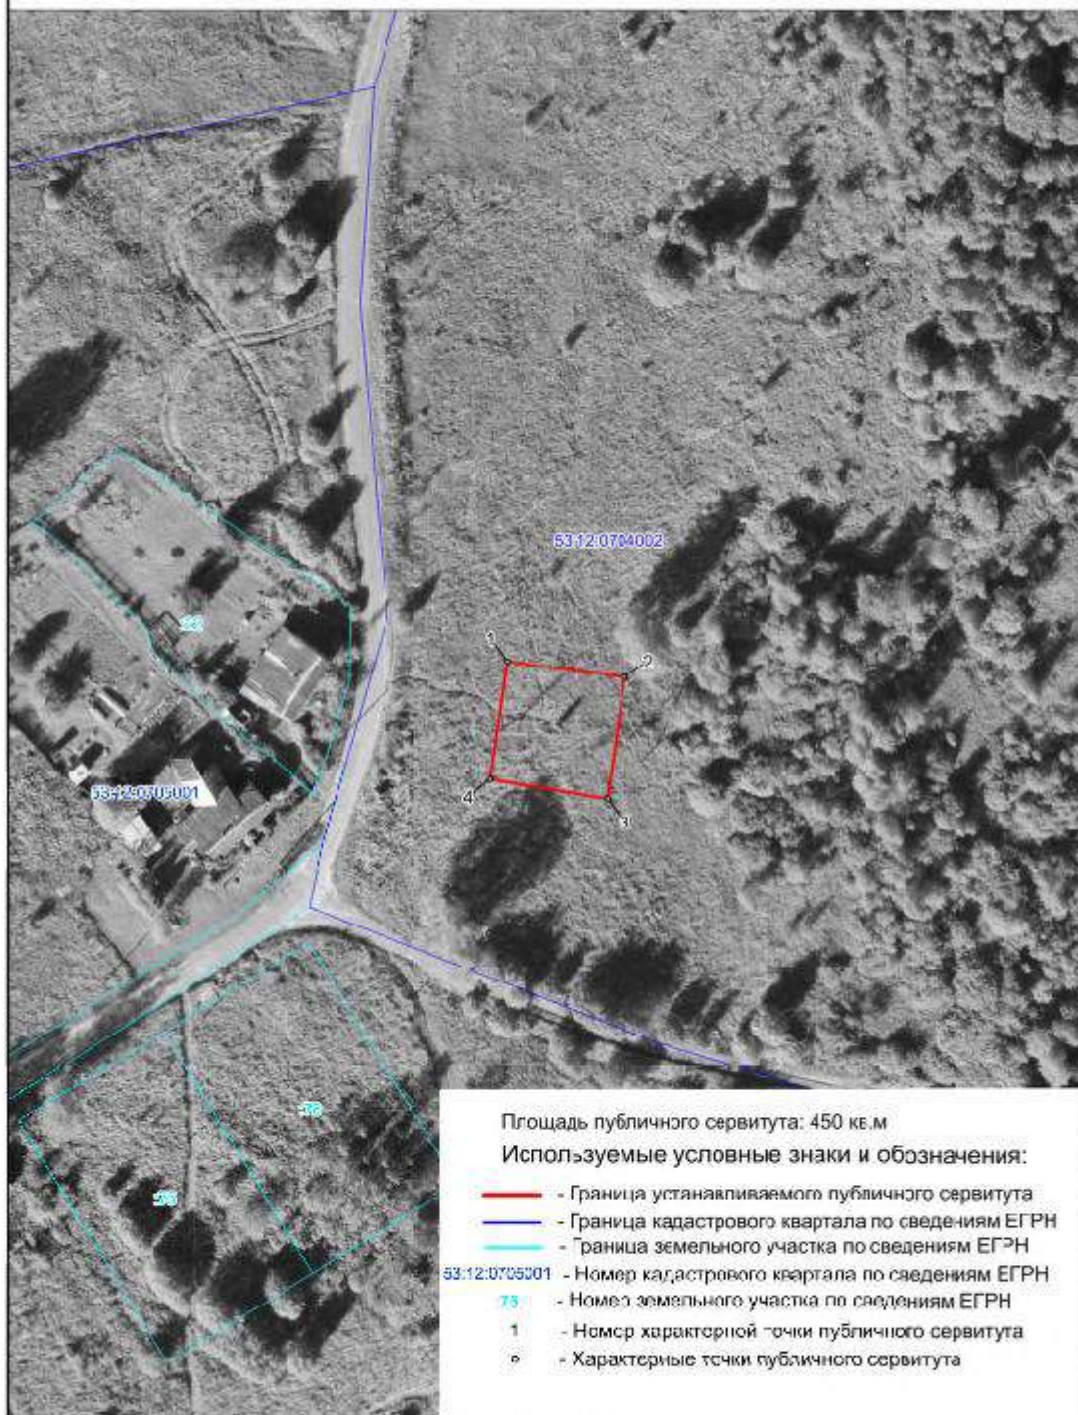 53:12:0704002
1
2
3
4
53:12:0705001
Площадь публичного сервитута: 450 кв.м
Используемые условные знаки и обозначения:
- Граница устанавливаемого публичного сервитута
- Граница кадастрового квартала по сведениям ЕГРН
- Граница земельного участка по сведениям ЕГРН
53:12:0705001 - Номер кадастрового квартала по сведениям ЕГРН
- Номер земельного участка по сведениям ЕГРН
1 - Номер характерной точки публичного сервитута
- Характерные точки публичного сервитута